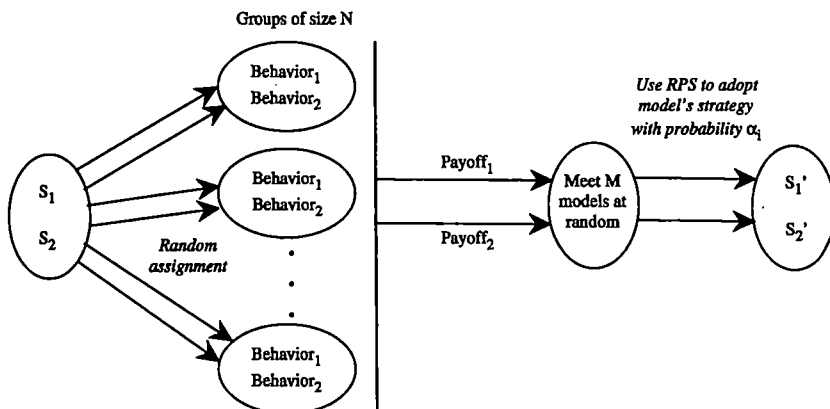 Groups of size N
S₁
S₂
Random
assignment
Behavior₁
Behavior₂
Behavior₁
Behavior₂
Behavior₁
Behavior₂
Payoff₁
Payoff₂
Meet M
models at
random
Use RPS to adopt
model's strategy
with probability αᵢ
S₁'
S₂'